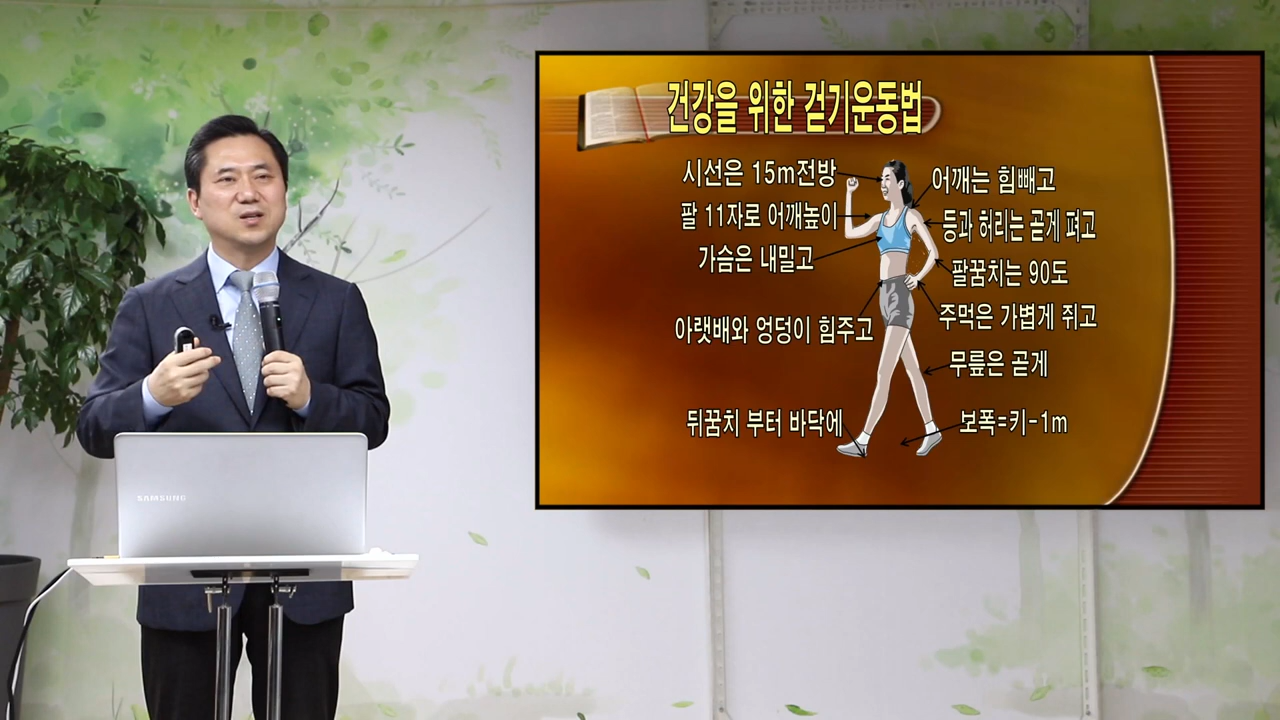 건강을 위한 걷기운동법
시선은 15m전방
팔 11자로 어깨높이
가슴은 내밀고
아랫배와 엉덩이 힘주고
뒤꿈치 부터 바닥에
어깨는 힘빼고
등과 허리는 곧게 펴고
팔꿈치는 90도
주먹은 가볍게 쥐고
무릎은 곧게
보폭=키-1m
SAMSUNG